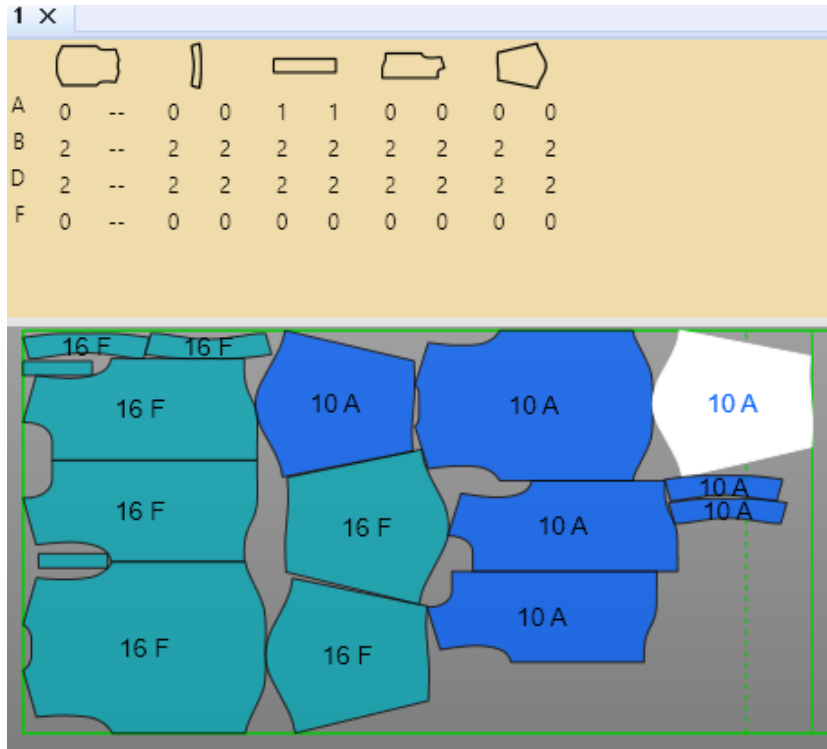 1 X
A 0 -- 0 0 1 1 0 0 0 0
B 2 -- 2 2 2 2 2 2 2 2
D 2 -- 2 2 2 2 2 2 2 2
F 0 -- 0 0 0 0 0 0 0 0
16 F 16 F
16 F 10 A 10 A 10 A
10 A
16 F 16 F 10 A 10 A
10 A
16 F 16 F